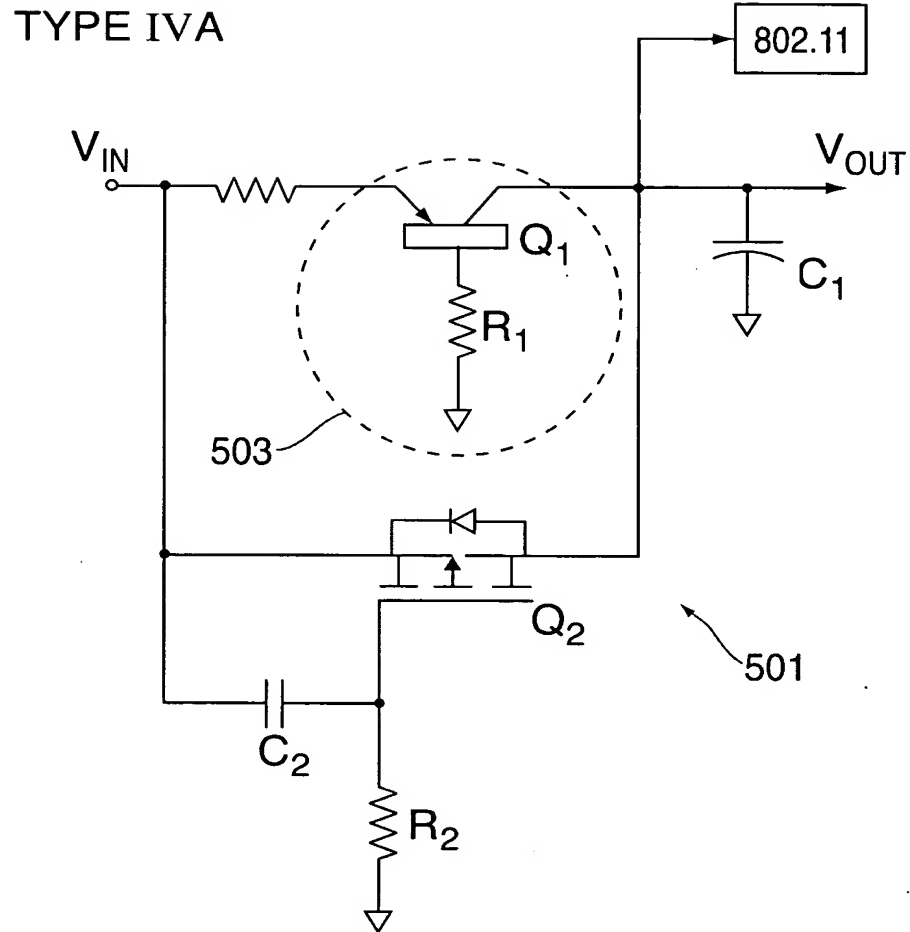 TYPE IVA
802.11
V_IN
V_OUT
Q_1
C_1
R_1
503
Q_2
501
C_2
R_2